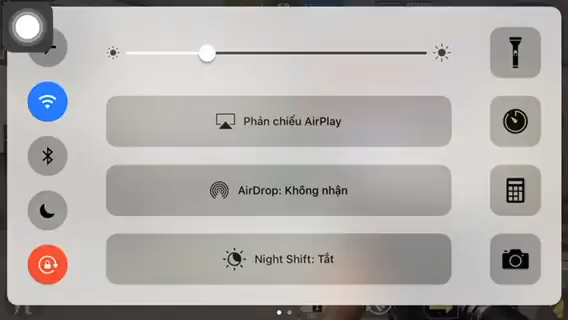 Phản chiếu AirPlay
AirDrop: Không nhận
Night Shift: Tắt